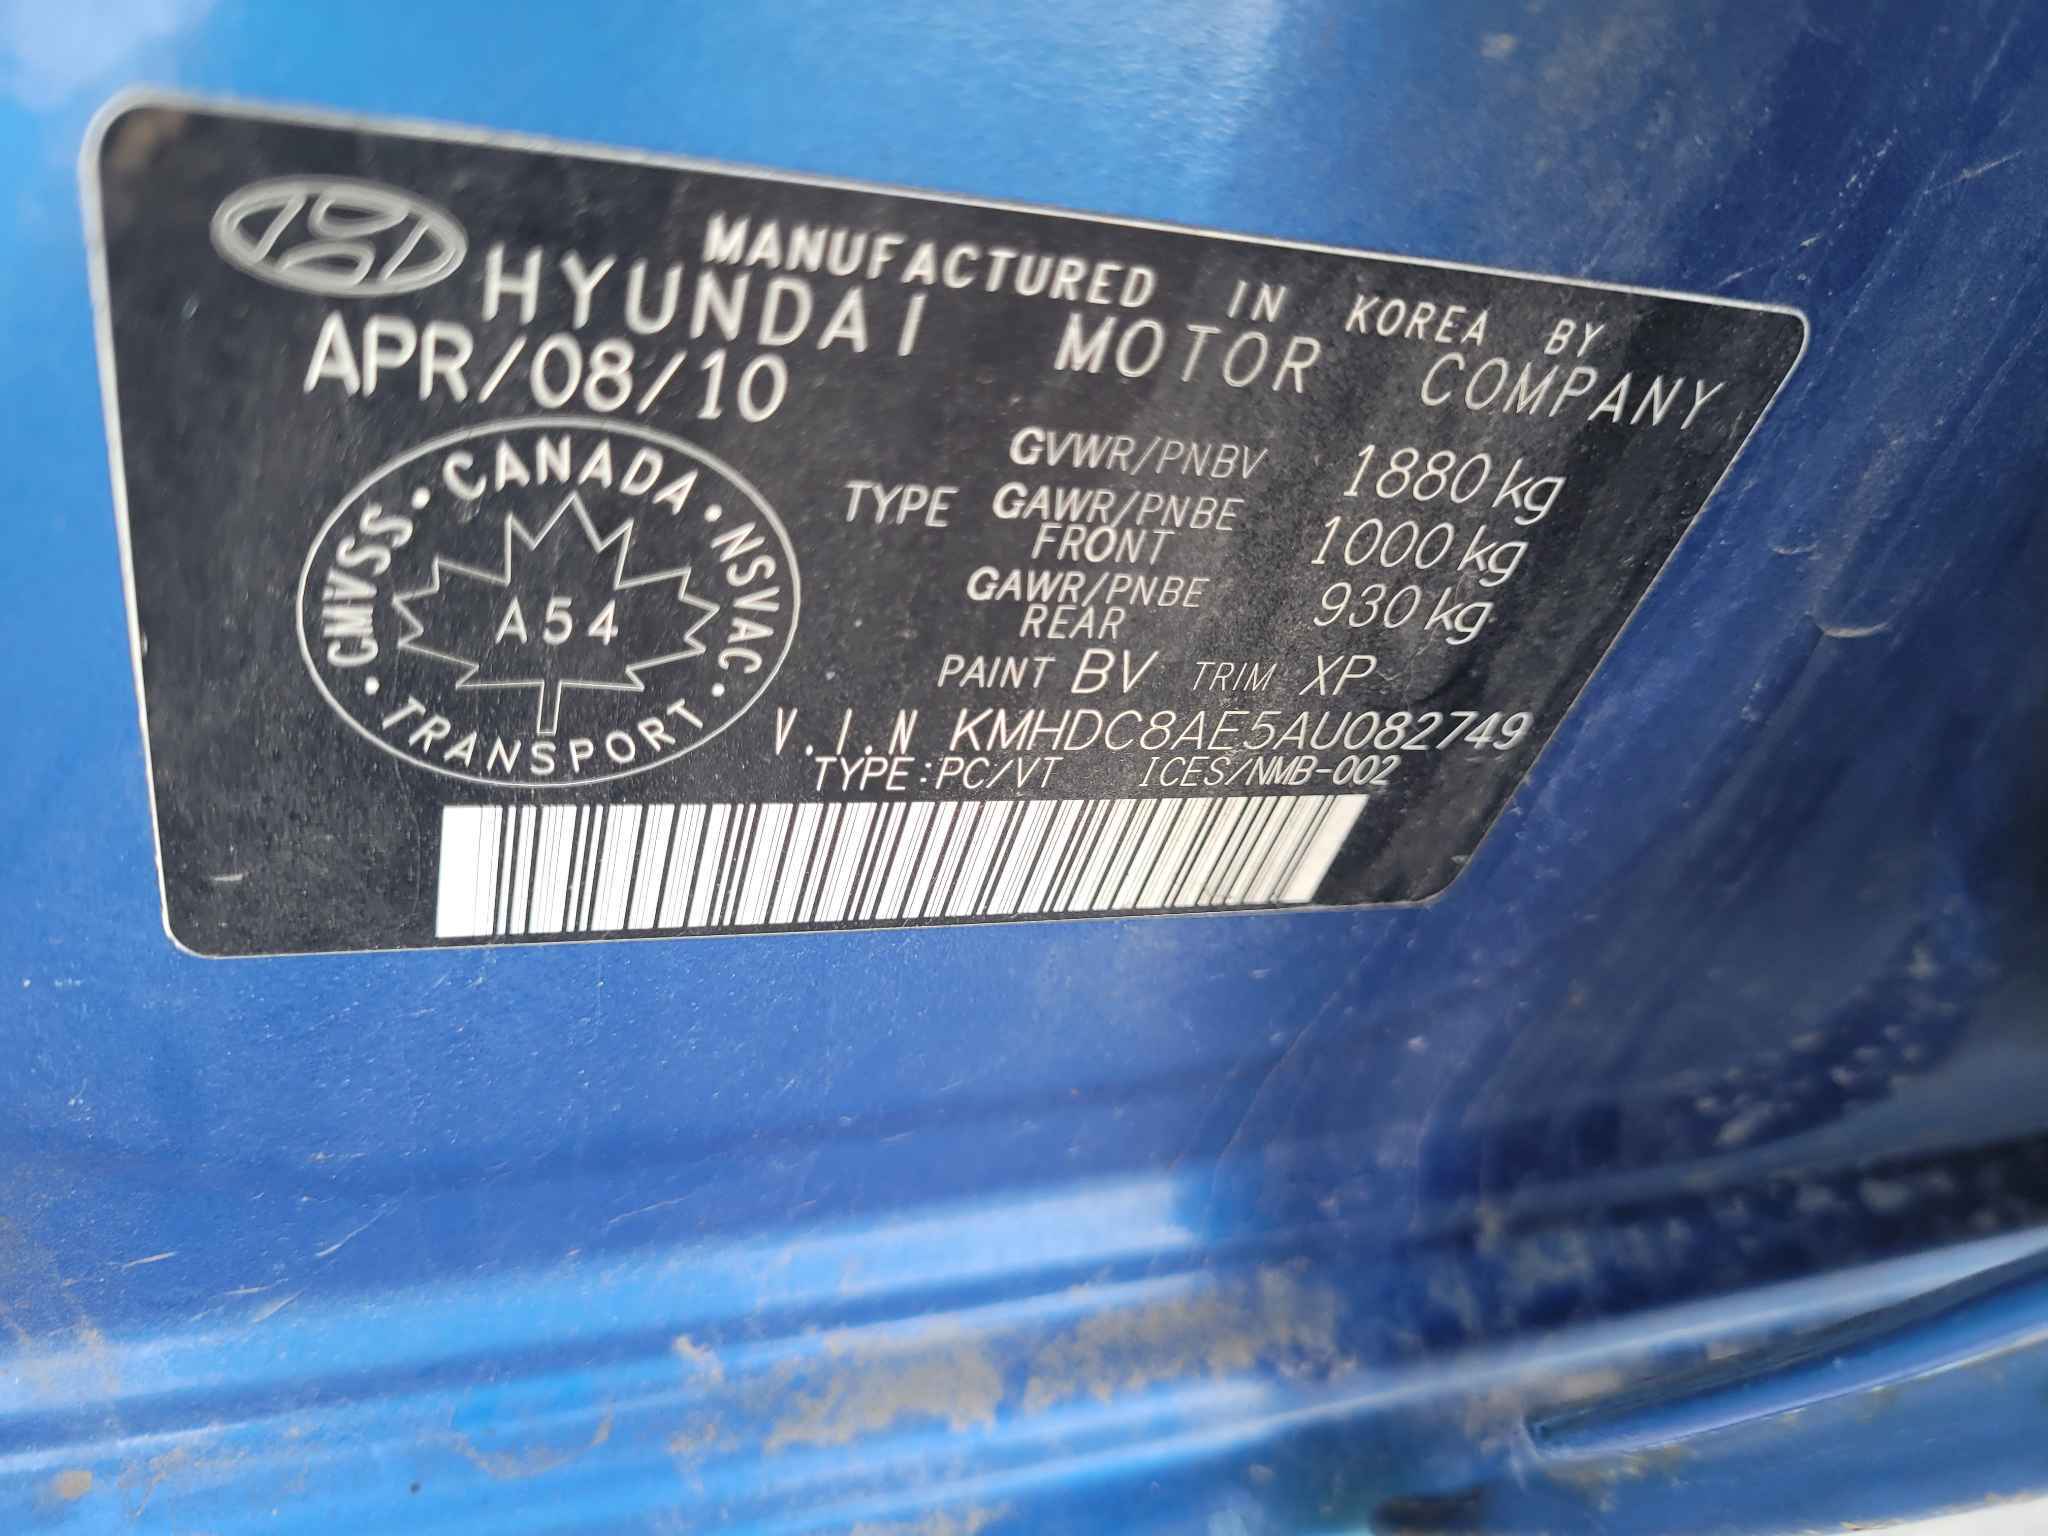 MANUFACTURED IN KOREA BY
HYUNDAI MOTOR COMPANY
APR/08/10
CMVSS · CANADA · NSVAC · TRANSPORT ·
A54
GVWR/PNBV 1880 kg
TYPE GAWR/PNBE FRONT 1000 kg
GAWR/PNBE REAR 930 kg
PAINT BV TRIM XP
V.I.N KMHDC8AE5AU082749
TYPE:PC/VT ICES/NMB-002